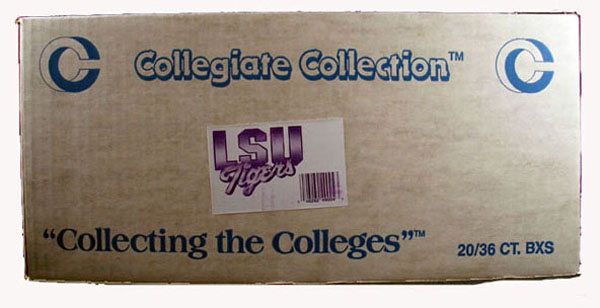 C Collegiate Collection™ C
LSU
Tigers
"Collecting the Colleges"™
20/36 CT. BXS